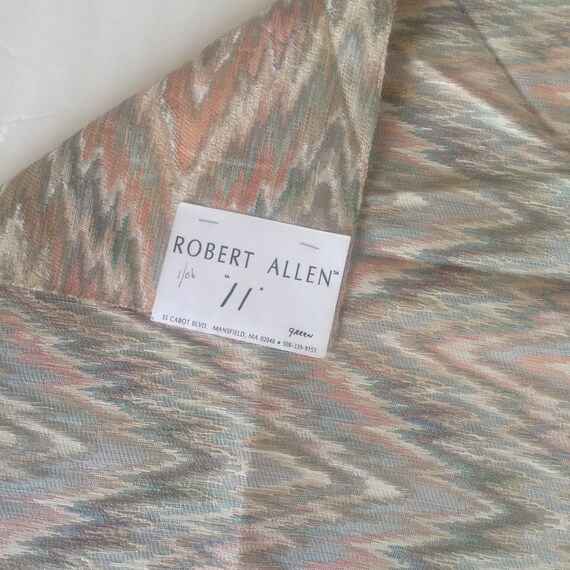 ROBERT ALLEN™
1/06
"11"
green
55 CABOT BLVD. MANSFIELD, MA 02048 • 508-339-9151